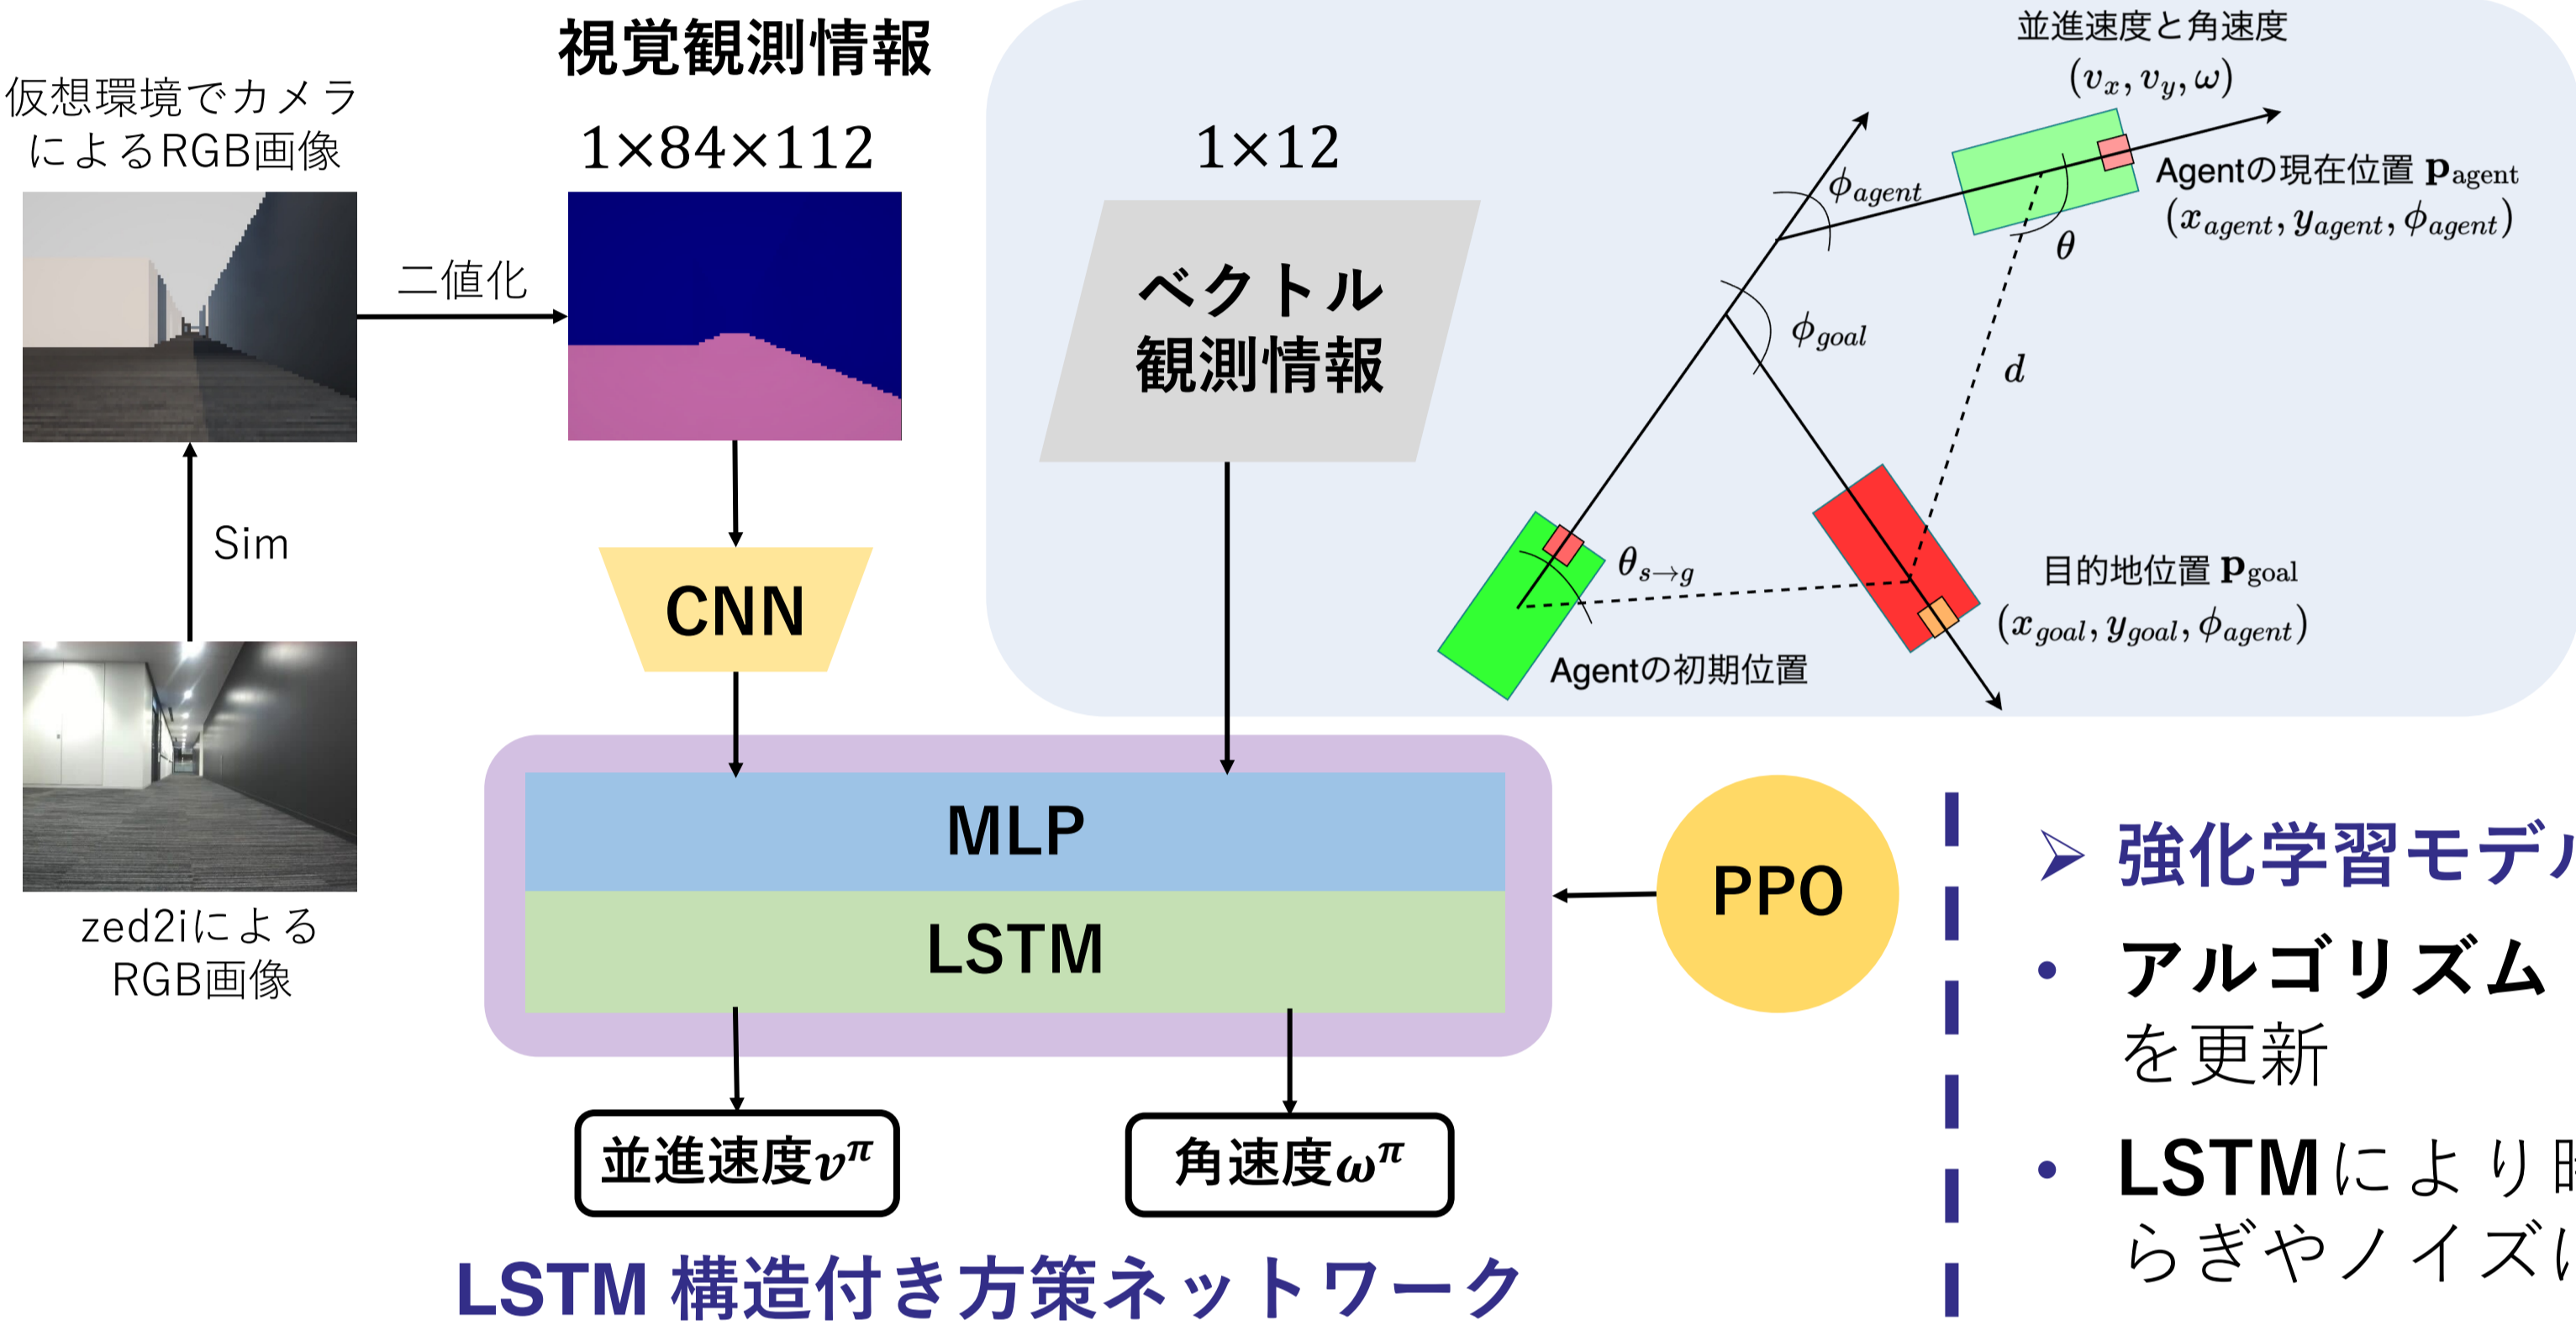 視覚観測情報
1×84×112
仮想環境でカメラ
によるRGB画像
二値化
Sim
zed2iによる
RGB画像
CNN
1×12
ベクトル
観測情報
並進速度と角速度
(v_x, v_y, ω)
Agentの現在位置 p_agent
(x_agent, y_agent, ϕ_agent)
ϕ_agent
θ
ϕ_goal
d
θ_s→g
目的地位置 p_goal
(x_goal, y_goal, ϕ_agent)
Agentの初期位置
MLP
LSTM
PPO
並進速度v^π
角速度ω^π
LSTM 構造付き方策ネットワーク
➢ 強化学習モデル
• アルゴリズム
を更新
• LSTMにより
らぎやノイズに